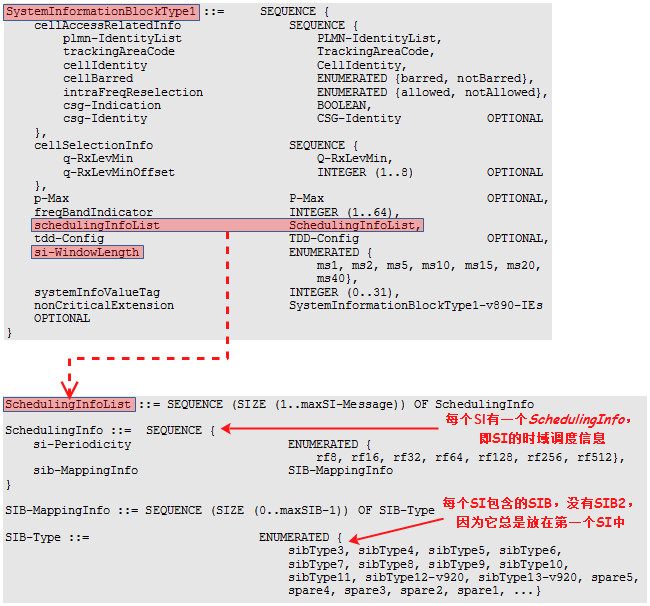 SystemInformationBlockType1 ::= SEQUENCE {
cellAccessRelatedInfo SEQUENCE {
plmn-IdentityList PLMN-IdentityList,
trackingAreaCode TrackingAreaCode,
cellIdentity CellIdentity,
cellBarred ENUMERATED {barred, notBarred},
intraFreqReselection ENUMERATED {allowed, notAllowed},
csg-Indication BOOLEAN,
csg-Identity CSG-Identity OPTIONAL
},
cellSelectionInfo SEQUENCE {
q-RxLevMin Q-RxLevMin,
q-RxLevMinOffset INTEGER (1..8) OPTIONAL
},
p-Max P-Max OPTIONAL,
freqBandIndicator INTEGER (1..64),
schedulingInfoList SchedulingInfoList,
tdd-Config TDD-Config OPTIONAL,
si-WindowLength ENUMERATED {
ms1, ms2, ms5, ms10, ms15, ms20,
ms40},
systemInfoValueTag INTEGER (0..31),
nonCriticalExtension SystemInformationBlockType1-v890-IEs
OPTIONAL
}
SchedulingInfoList ::= SEQUENCE (SIZE (1..maxSI-Message)) OF SchedulingInfo
每个SI有一个SchedulingInfo,
即SI的时域调度信息
SchedulingInfo ::= SEQUENCE {
si-Periodicity ENUMERATED {
rf8, rf16, rf32, rf64, rf128, rf256, rf512},
sib-MappingInfo SIB-MappingInfo
}
每个SI包含的SIB,没有SIB2,
因为它总是放在第一个SI中
SIB-MappingInfo ::= SEQUENCE (SIZE (0..maxSIB-1)) OF SIB-Type
SIB-Type ::= ENUMERATED {
sibType3, sibType4, sibType5, sibType6,
sibType7, sibType8, sibType9, sibType10,
sibType11, sibType12-v920, sibType13-v920, spare5,
spare4, spare3, spare2, spare1, ...}